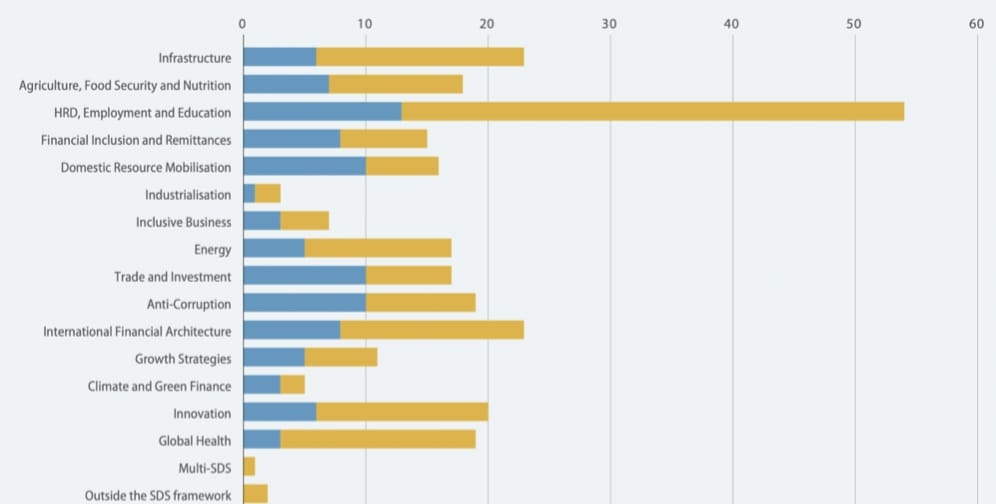 0 10 20 30 40 50 60
Infrastructure
Agriculture, Food Security and Nutrition
HRD, Employment and Education
Financial Inclusion and Remittances
Domestic Resource Mobilisation
Industrialisation
Inclusive Business
Energy
Trade and Investment
Anti-Corruption
International Financial Architecture
Growth Strategies
Climate and Green Finance
Innovation
Global Health
Multi-SDS
Outside the SDS framework